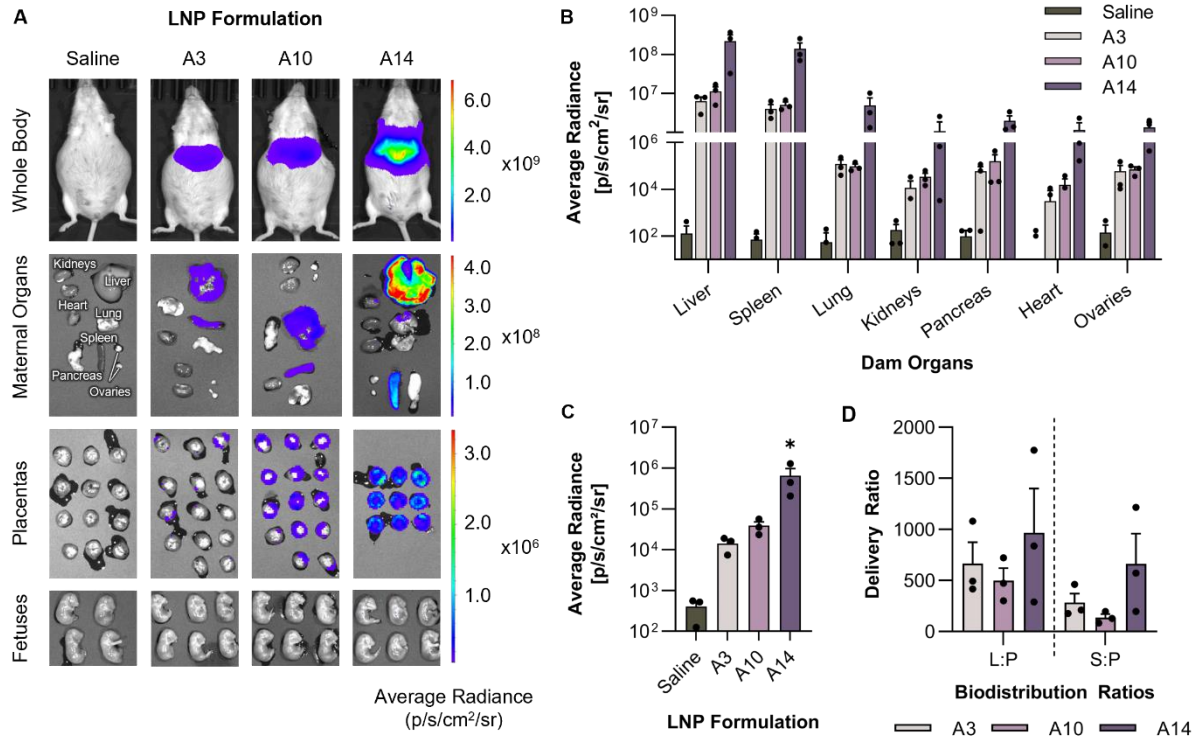 A
LNP Formulation
Saline A3 A10 A14
Whole Body
6.0
4.0
2.0
x10⁹
Maternal Organs
Kidneys
Liver
Heart
Lung
Spleen
Pancreas
Ovaries
4.0
3.0
2.0
1.0
x10⁸
Placentas
3.0
2.0
1.0
x10⁶
Fetuses
Average Radiance
(p/s/cm²/sr)
B
Average Radiance
[p/s/cm²/sr]
10⁹
10⁸
10⁷
10⁶
10⁴
10²
Saline
A3
A10
A14
Liver Spleen Lung Kidneys Pancreas Heart Ovaries
Dam Organs
C
Average Radiance
[p/s/cm²/sr]
10⁷
10⁶
10⁵
10⁴
10³
10²
*
Saline A3 A10 A14
LNP Formulation
D
Delivery Ratio
2000
1500
1000
500
0
L:P S:P
Biodistribution Ratios
A3 A10 A14